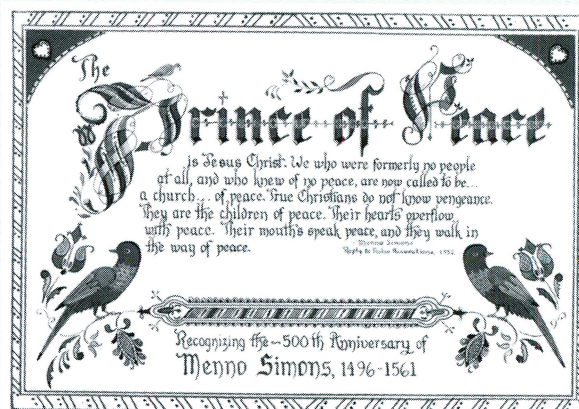 The
Prince of Peace
is Jesus Christ. We who were formerly no people
at all, and who knew of no peace, are now called to be...
a church... of peace. True Christians do not know vengeance.
They are the children of peace. Their hearts overflow
with peace. Their mouth's speak peace, and they walk in
the way of peace.
- Menno Simons
Reply to False Accusations, 1552
Recognizing the ~500th Anniversary of
Menno Simons, 1496-1561